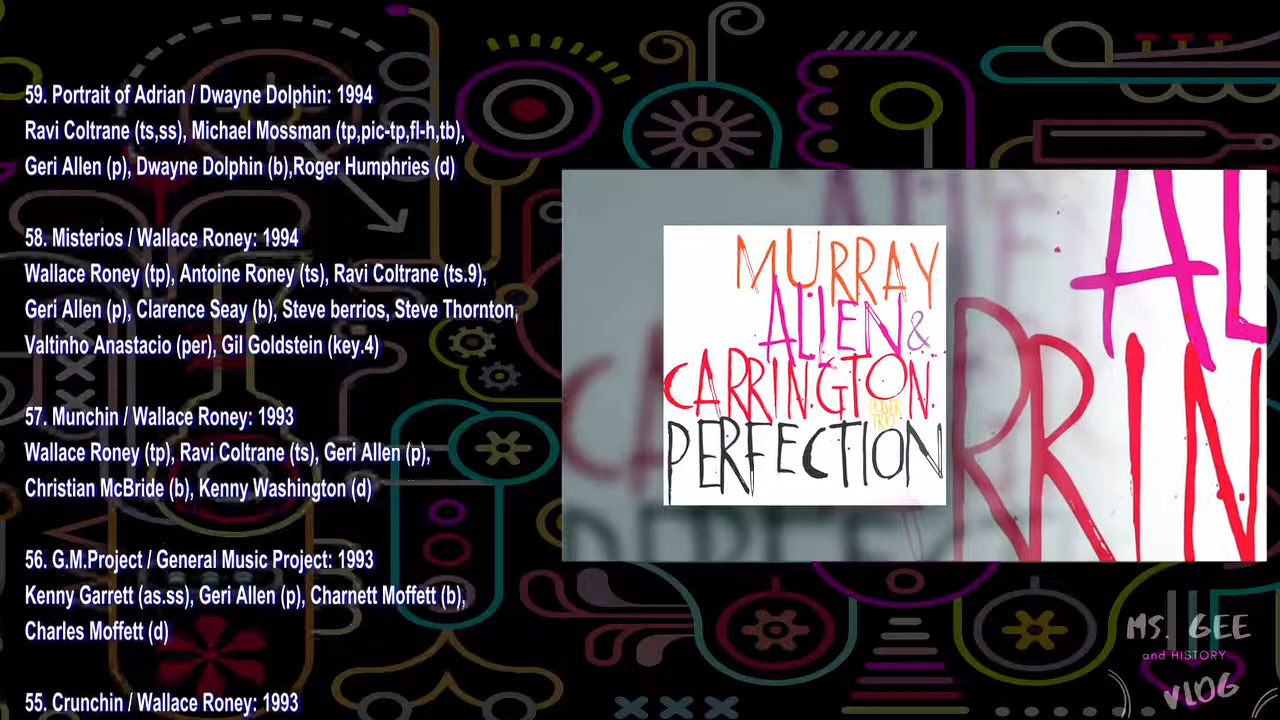 59. Portrait of Adrian / Dwayne Dolphin: 1994
Ravi Coltrane (ts,ss), Michael Mossman (tp,pic-tp,fl-h,tb),
Geri Allen (p), Dwayne Dolphin (b),Roger Humphries (d)
58. Misterios / Wallace Roney: 1994
Wallace Roney (tp), Antoine Roney (ts), Ravi Coltrane (ts.9),
Geri Allen (p), Clarence Seay (b), Steve berrios, Steve Thornton,
Valtinho Anastacio (per), Gil Goldstein (key.4)
57. Munchin / Wallace Roney: 1993
Wallace Roney (tp), Ravi Coltrane (ts), Geri Allen (p),
Christian McBride (b), Kenny Washington (d)
56. G.M.Project / General Music Project: 1993
Kenny Garrett (as.ss), Geri Allen (p), Charnett Moffett (b),
Charles Moffett (d)
55. Crunchin / Wallace Roney: 1993
MURRAY
ALLEN &
CARRINGTON
POWER
TRIO
PERFECTION
AL
RRIN
MS. GEE
and HISTORY
VLOG